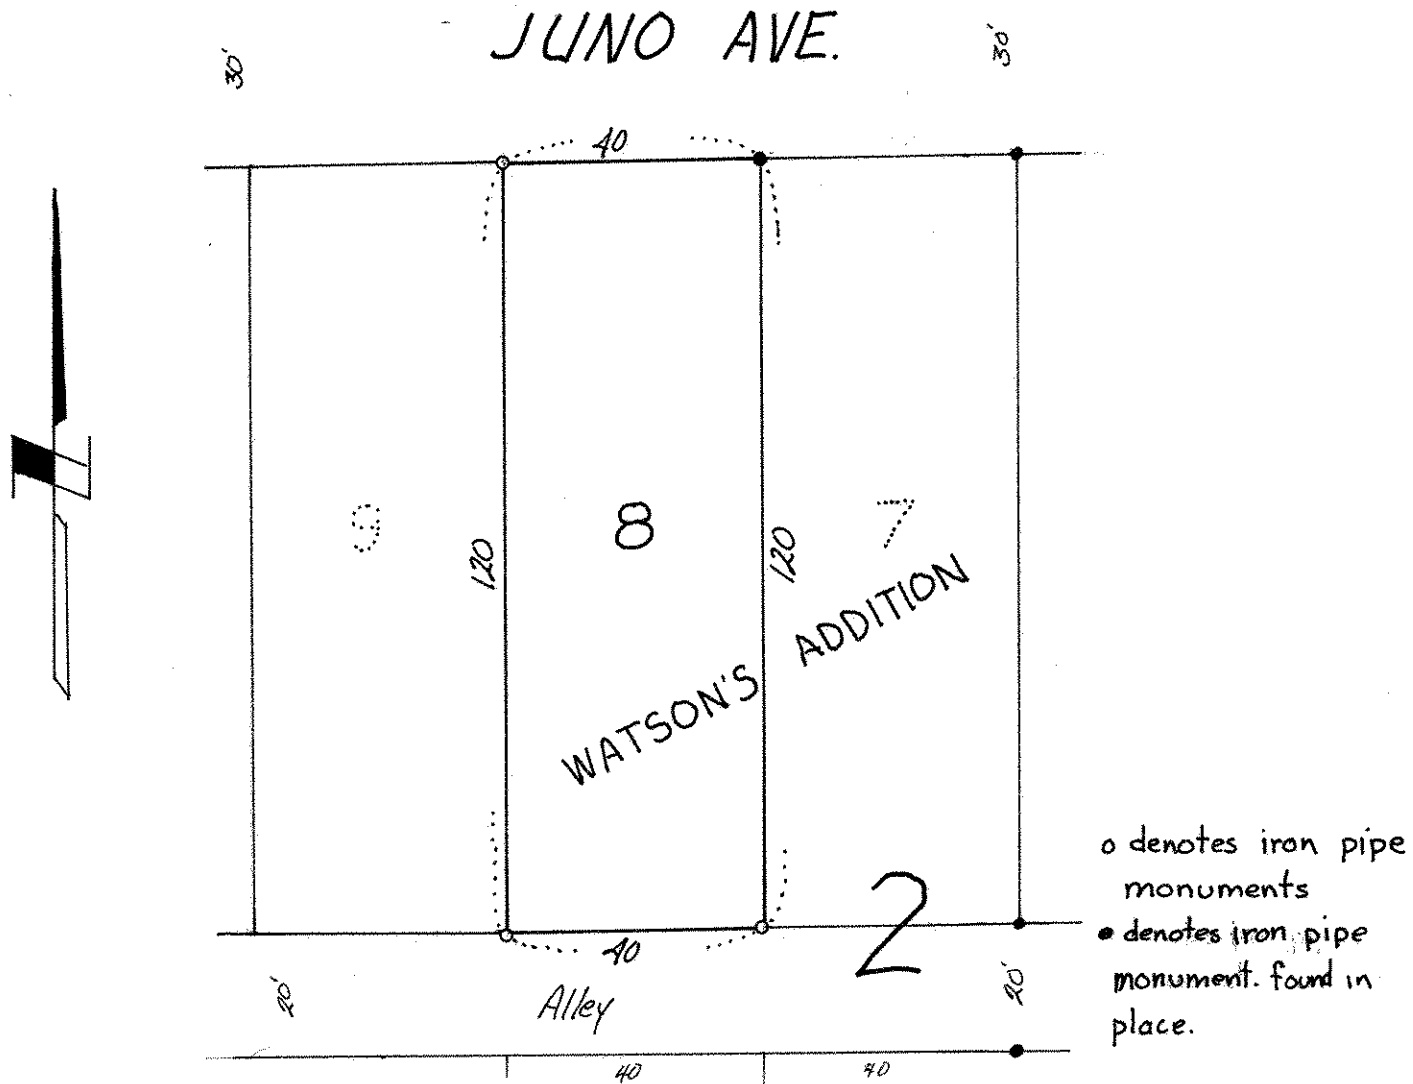 JUNO AVE.
30'
30'
40
N
9
8
7
120
120
WATSON'S ADDITION
2
40
20'
Alley
20'
40
40
o denotes iron pipe
monuments
● denotes iron pipe
monument. found in
place.